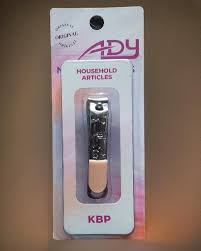 ORIGINAL
ADY
HOUSEHOLD
ARTICLES
KBP